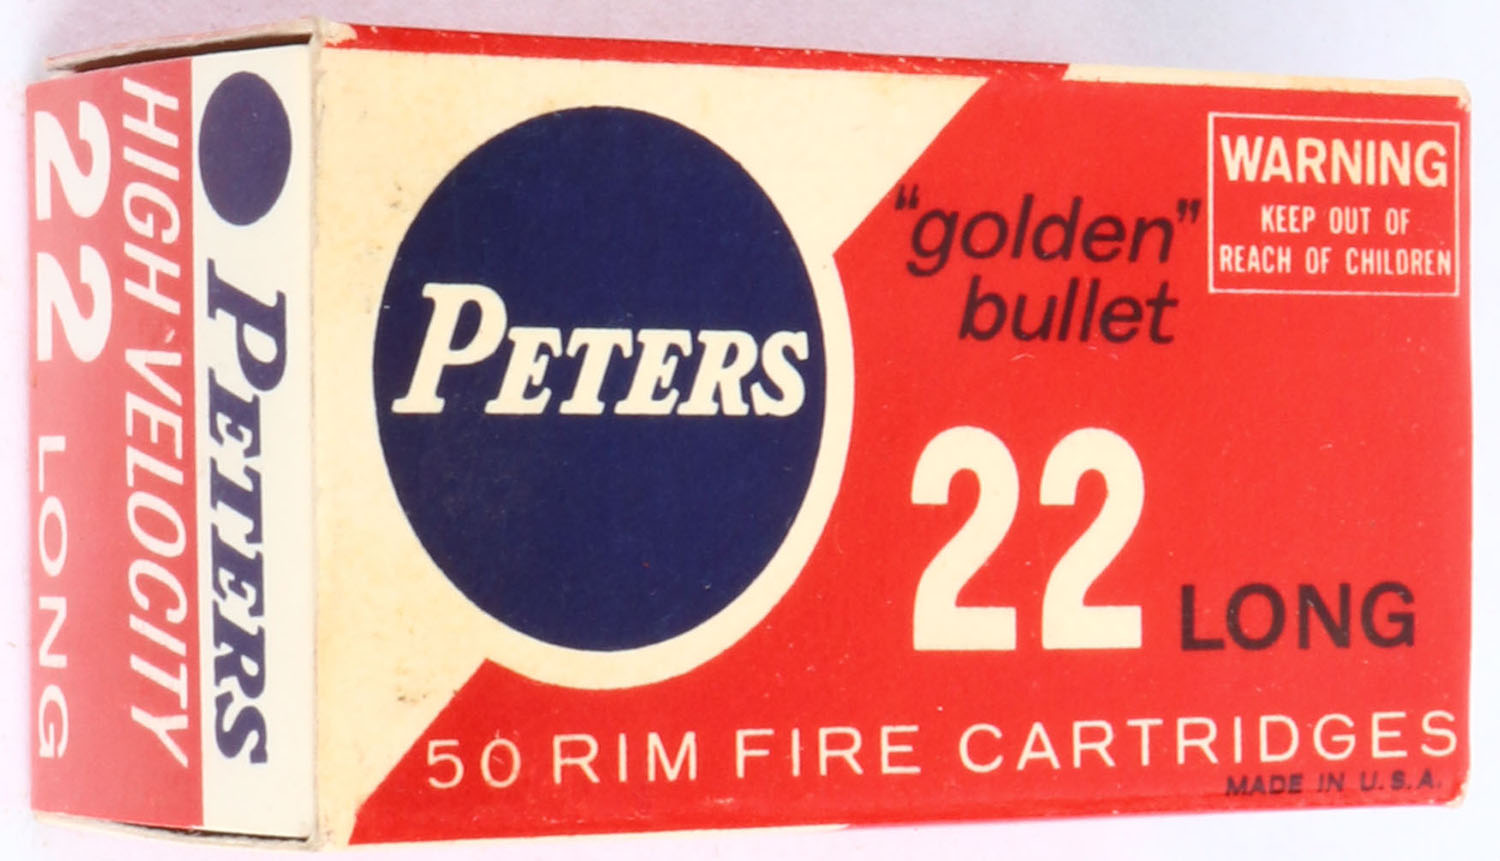 PETERS
"golden"
bullet
WARNING
KEEP OUT OF
REACH OF CHILDREN
22 LONG
50 RIM FIRE CARTRIDGES
MADE IN U.S.A.
PETERS
HIGH VELOCITY
22 LONG